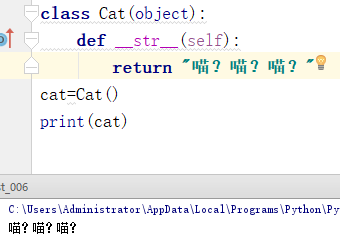 class Cat(object):
    def __str__(self):
        return "喵？喵？喵？"
cat=Cat()
print(cat)
t_006
C:\Users\Administrator\AppData\Local\Programs\Python\Py
喵？喵？喵？